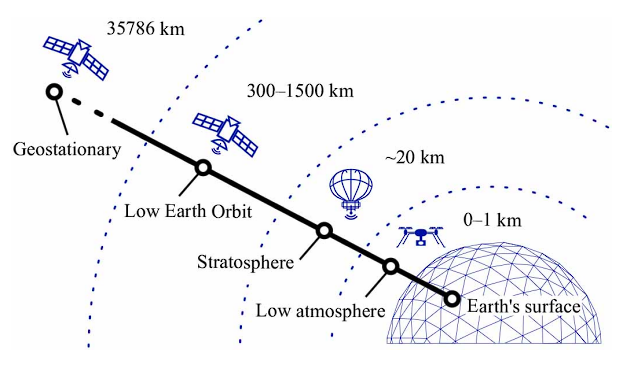 35786 km
300–1500 km
Geostationary
~20 km
Low Earth Orbit
0–1 km
Stratosphere
Low atmosphere
Earth's surface